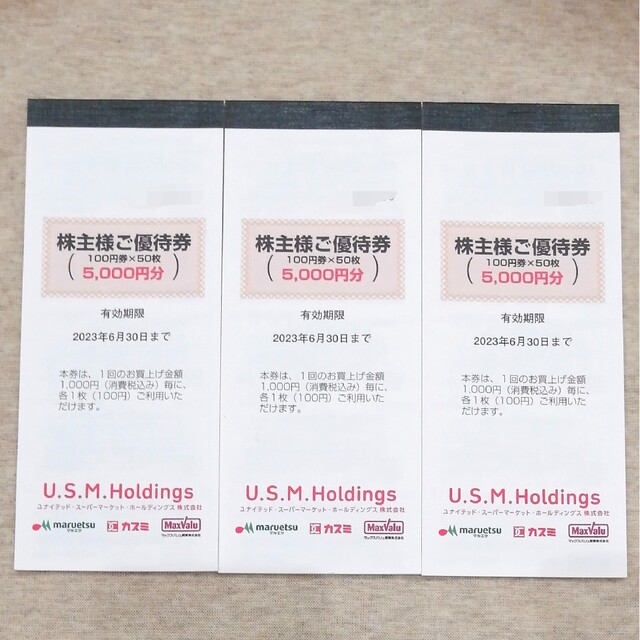 株主様ご優待券
(100円券×50枚
5,000円分)
有効期限
2023年6月30日まで
本券は、1回のお買上げ金額
1,000円（消費税込み）毎に、
各1枚（100円）ご利用いた
だけます。
U.S.M.Holdings
ユナイテッド・スーパーマーケット・ホールディングス 株式会社
maruetsu カスミ MaxValu
マルエツ
株主様ご優待券
(100円券×50枚
5,000円分)
有効期限
2023年6月30日まで
本券は、1回のお買上げ金額
1,000円（消費税込み）毎に、
各1枚（100円）ご利用いた
だけます。
U.S.M.Holdings
ユナイテッド・スーパーマーケット・ホールディングス 株式会社
maruetsu カスミ MaxValu
マルエツ
株主様ご優待券
(100円券×50枚
5,000円分)
有効期限
2023年6月30日まで
本券は、1回のお買上げ金額
1,000円（消費税込み）毎に、
各1枚（100円）ご利用いた
だけます。
U.S.M.Holdings
ユナイテッド・スーパーマーケット・ホールディングス 株式会社
maruetsu カスミ MaxValu
マルエツ